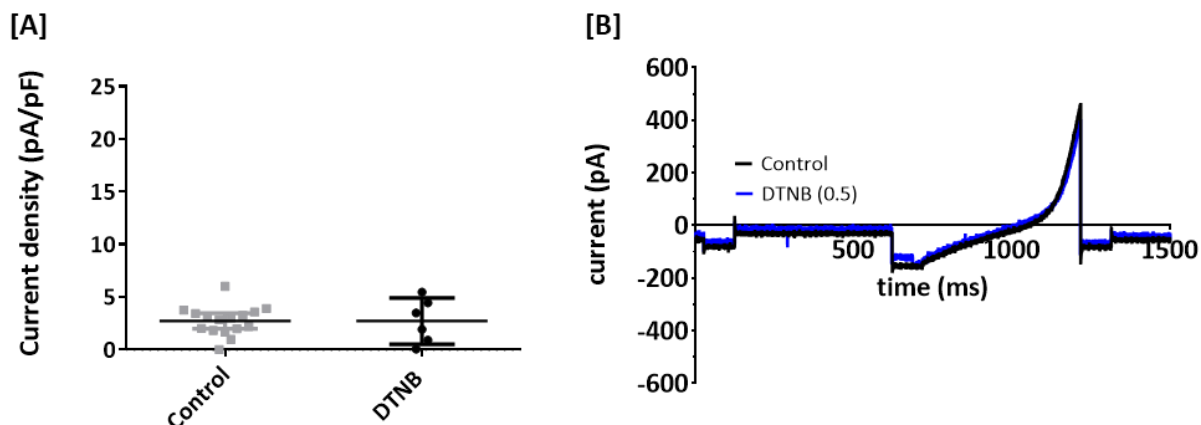 [A]
Current density (pA/pF)
25
20
15
10
5
0
Control
DTNB
[B]
current (pA)
600
400
200
0
-200
-400
-600
Control
DTNB (0.5)
500
1000
1500
time (ms)